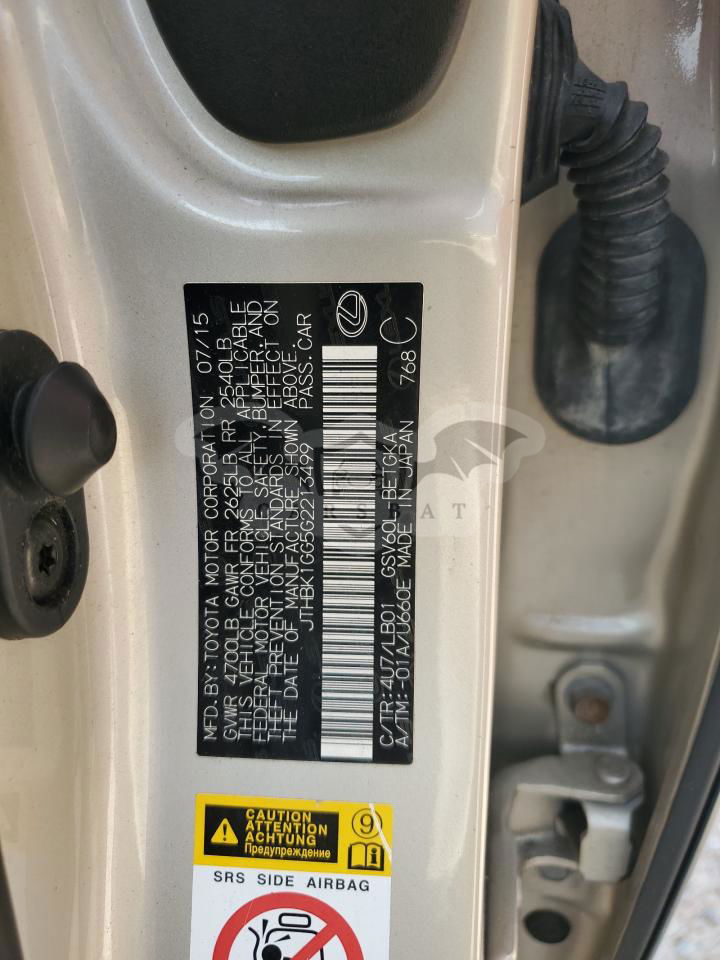 MFD.BY:TOYOTA MOTOR CORPORATION 07/15
GVWR 4700LB GAWR FR 2625LB RR 2540LB
THIS VEHICLE CONFORMS TO ALL APPLICABLE
FEDERAL MOTOR VEHICLE SAFETY, BUMPER, AND
THEFT PREVENTION STANDARDS IN EFFECT ON
THE DATE OF MANUFACTURE SHOWN ABOVE.
JTHBK1GG5G2213499 PASS.CAR
C/TR:4U7/LB01 GSV60L-BETGKA
A/TM:-01A/U660E MADE IN JAPAN 768 C
CAUTION
ATTENTION
ACHTUNG
Предупреждение
9
SRS SIDE AIRBAG